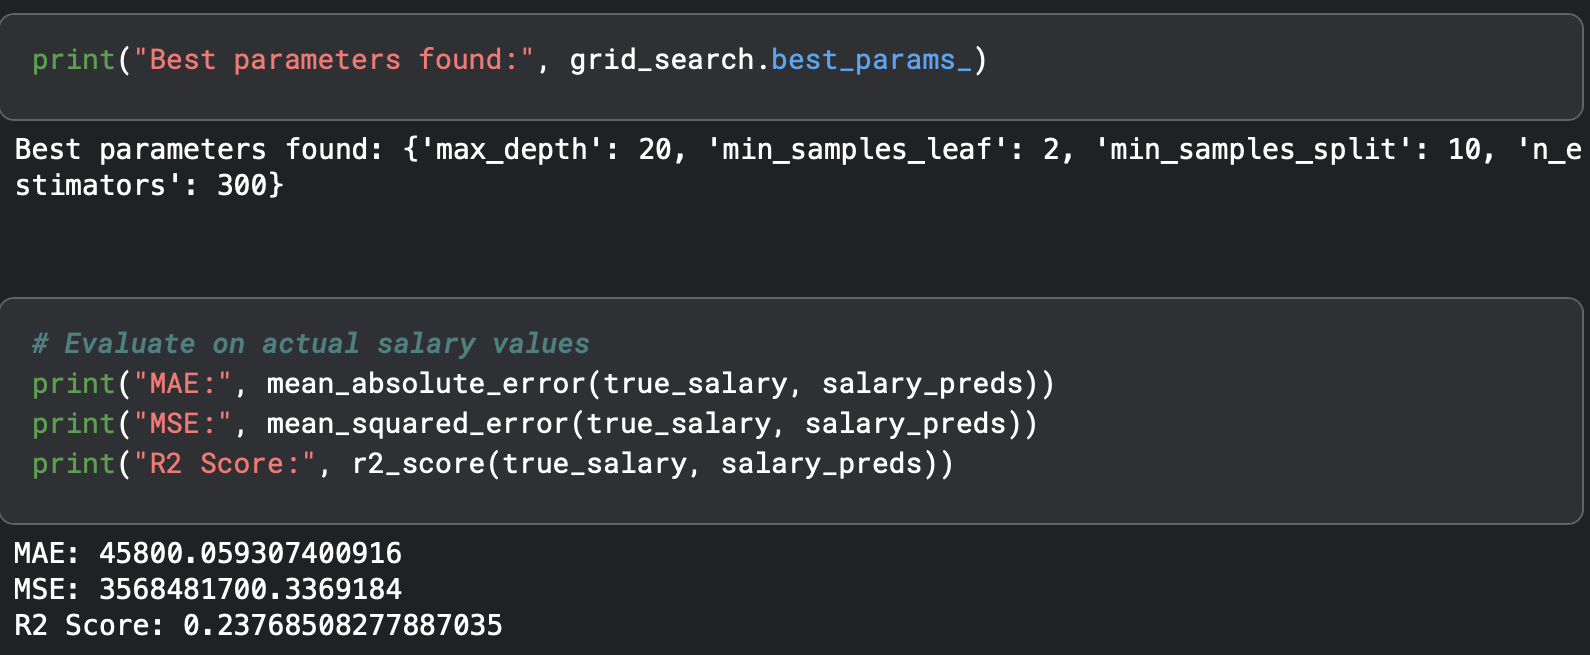 print("Best parameters found:", grid_search.best_params_)
Best parameters found: {'max_depth': 20, 'min_samples_leaf': 2, 'min_samples_split': 10, 'n_e
stimators': 300}
# Evaluate on actual salary values
print("MAE:", mean_absolute_error(true_salary, salary_preds))
print("MSE:", mean_squared_error(true_salary, salary_preds))
print("R2 Score:", r2_score(true_salary, salary_preds))
MAE: 45800.059307400916
MSE: 3568481700.3369184
R2 Score: 0.23768508277887035